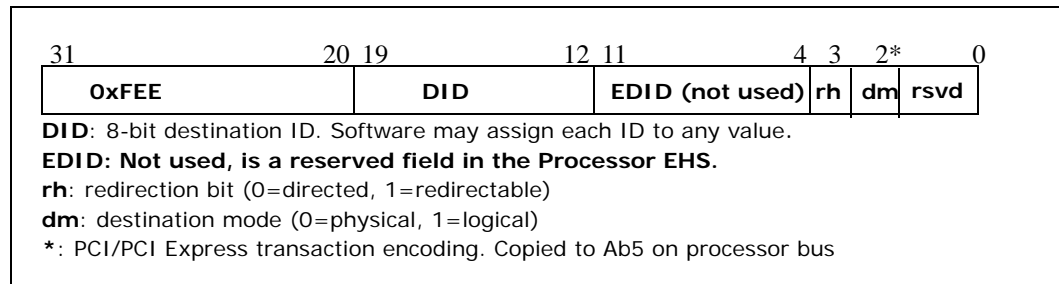 31 20 19 12 11 4 3 2* 0
0xFEE DID EDID (not used) rh dm rsvd
DID: 8-bit destination ID. Software may assign each ID to any value.
EDID: Not used, is a reserved field in the Processor EHS.
rh: redirection bit (0=directed, 1=redirectable)
dm: destination mode (0=physical, 1=logical)
*: PCI/PCI Express transaction encoding. Copied to Ab5 on processor bus